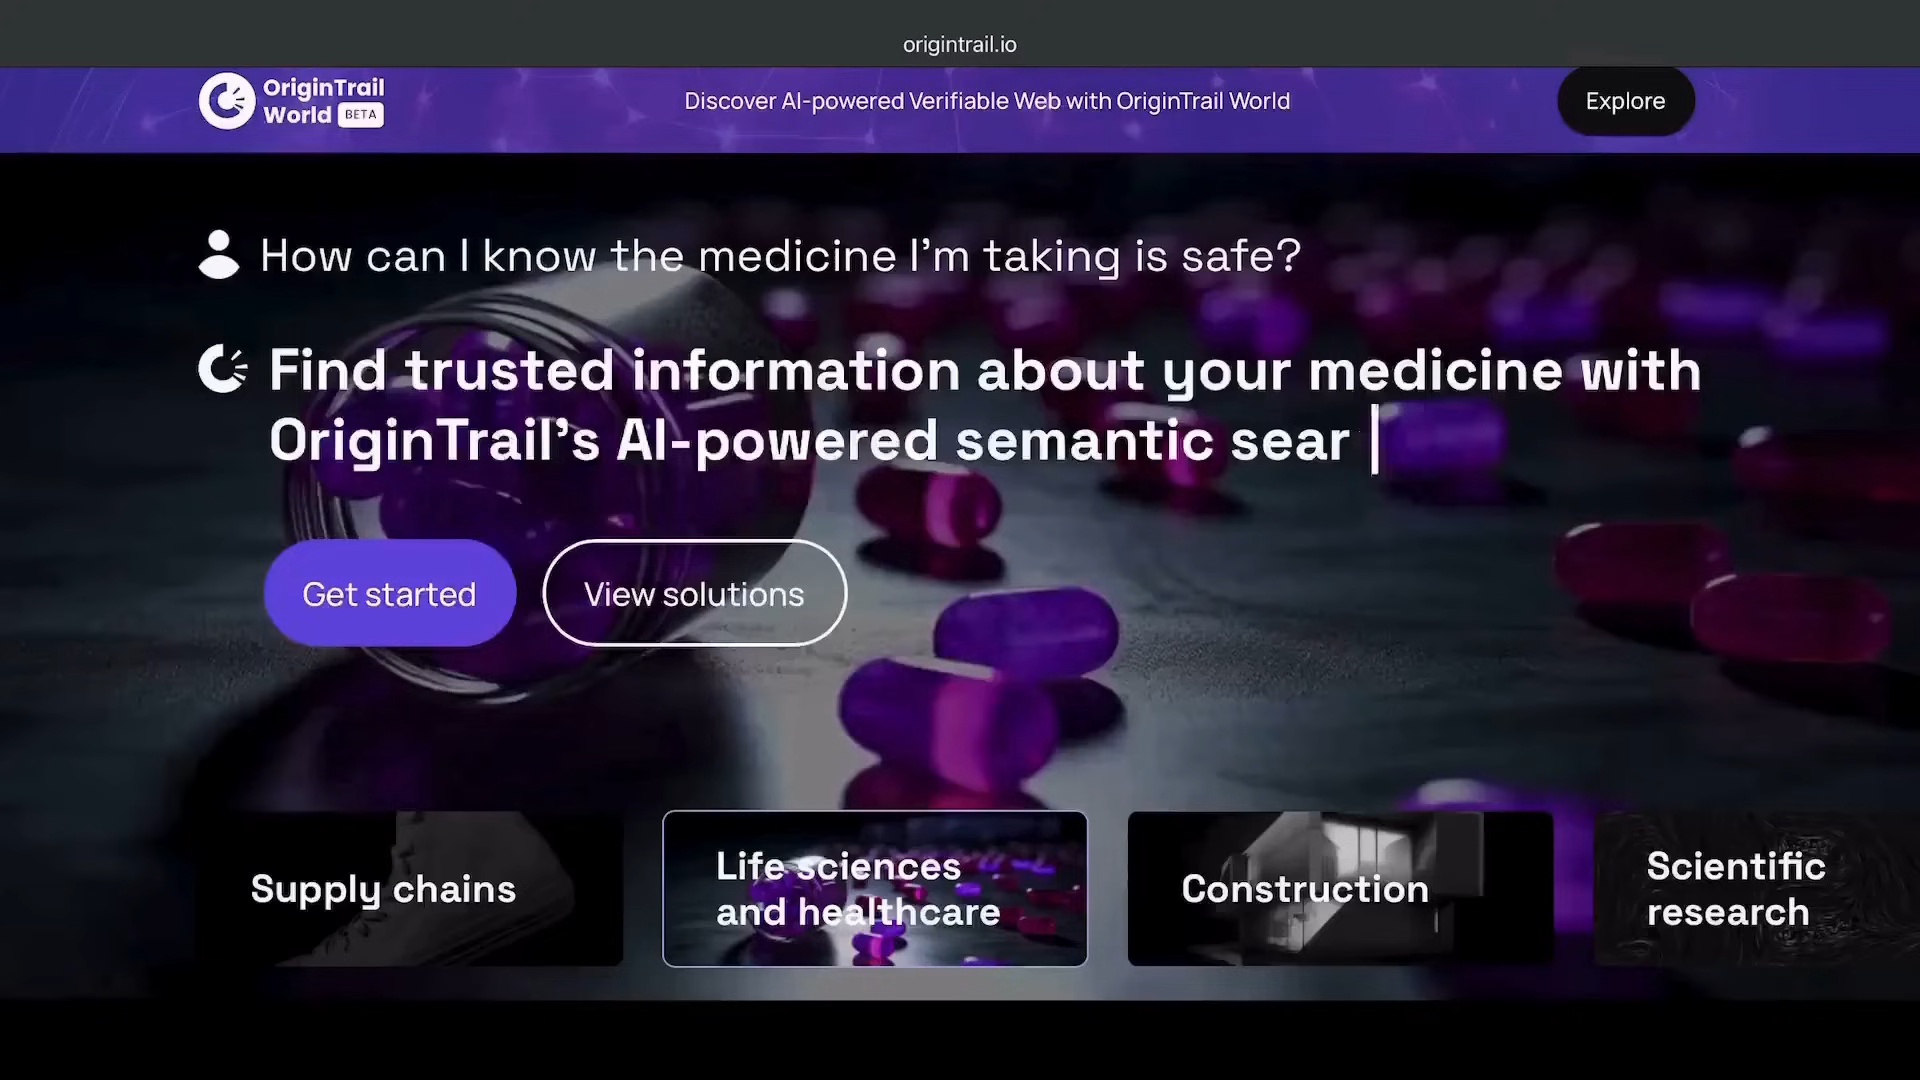 origintrail.io
OriginTrail
World BETA
Discover AI-powered Verifiable Web with OriginTrail World
Explore
How can I know the medicine I'm taking is safe?
Find trusted information about your medicine with
OriginTrail's AI-powered semantic sear
Get started
View solutions
Supply chains
Life sciences
and healthcare
Construction
Scientific
research